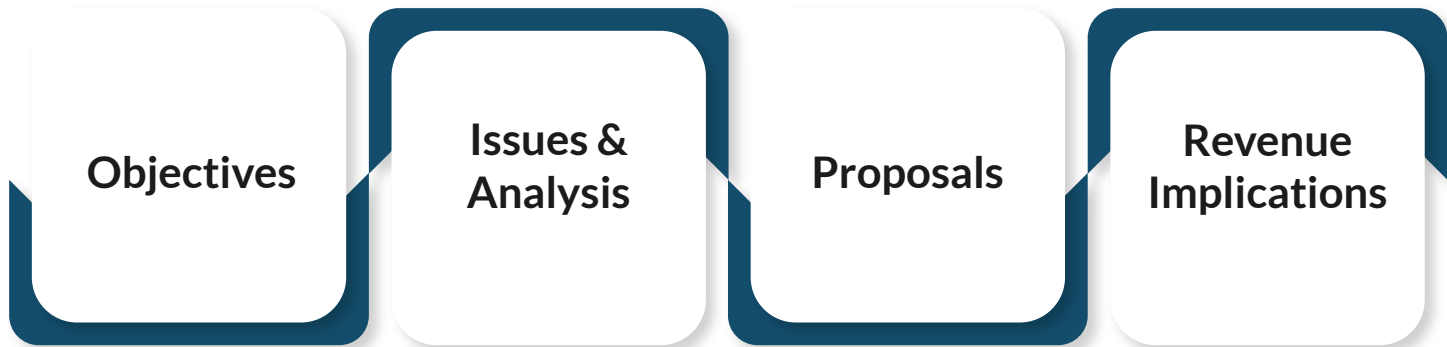 Objectives
Issues &
Analysis
Proposals
Revenue
Implications